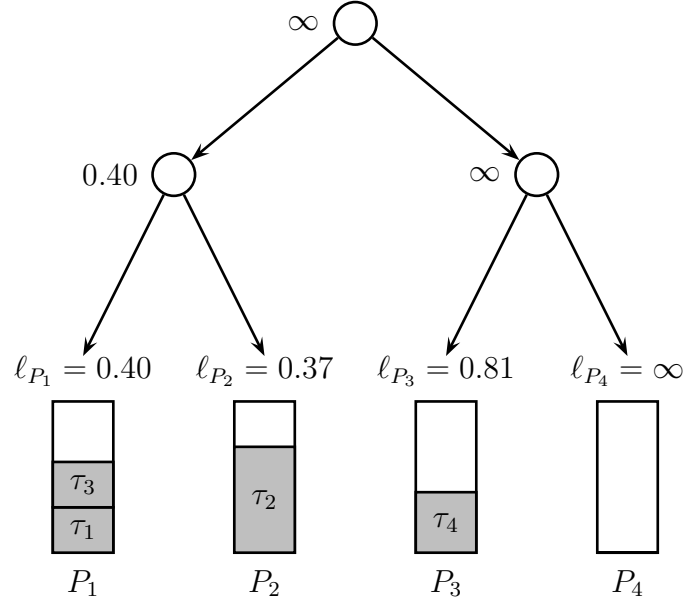 ∞
0.40
∞
ℓ_{P_1} = 0.40
ℓ_{P_2} = 0.37
ℓ_{P_3} = 0.81
ℓ_{P_4} = ∞
τ_3
τ_1
τ_2
τ_4
P_1
P_2
P_3
P_4